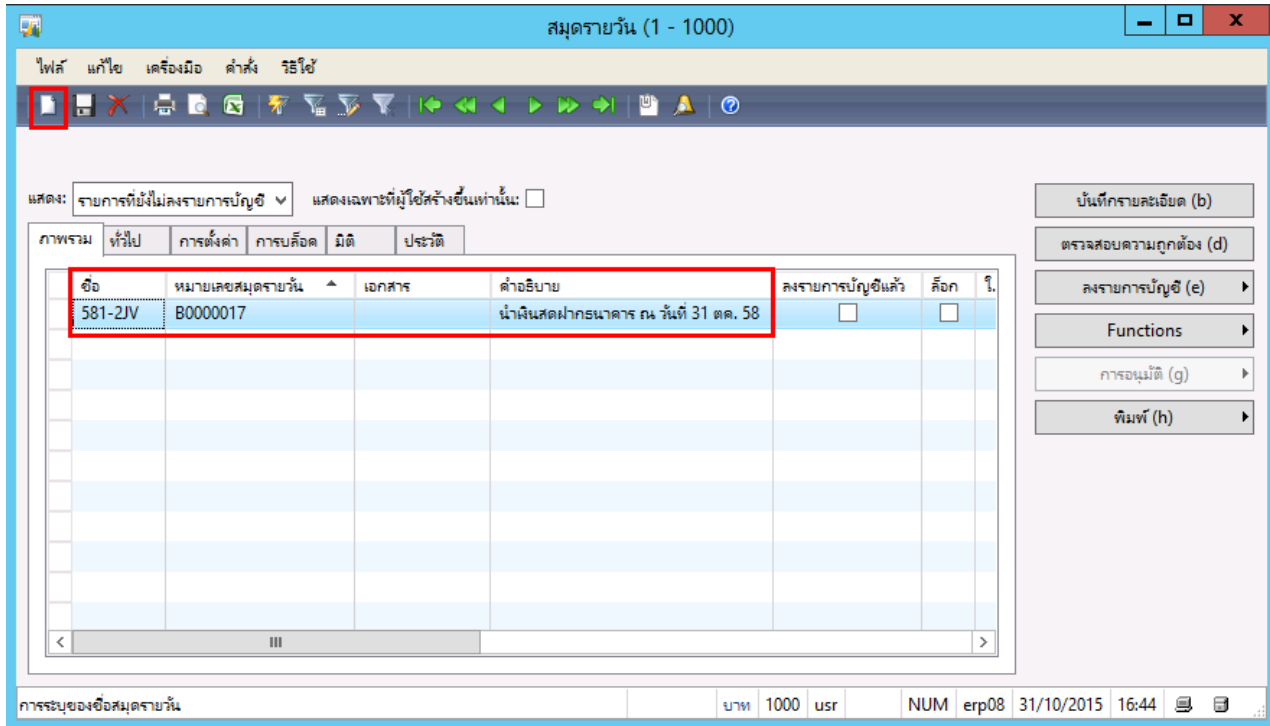 สมุดรายวัน (1 - 1000)
ไฟล์ แก้ไข เครื่องมือ คำสั่ง วิธีใช้
แสดง: รายการที่ยังไม่ลงรายการบัญชี แสดงเฉพาะที่ผู้ใช้สร้างขึ้นเท่านั้น:
บันทึกรายละเอียด (b)
ภาพรวม ทั่วไป การตั้งค่า การบล็อค มิติ ประวัติ
ตรวจสอบความถูกต้อง (d)
ชื่อ หมายเลขสมุดรายวัน เอกสาร คำอธิบาย ลงรายการบัญชีแล้ว ล็อก ใ.
ลงรายการบัญชี (e)
581-2JV B0000017 นำเงินสดฝากธนาคาร ณ วันที่ 31 ตค. 58
Functions
การอนุมัติ (g)
พิมพ์ (h)
การระบุของชื่อสมุดรายวัน บาท 1000 usr NUM erp08 31/10/2015 16:44